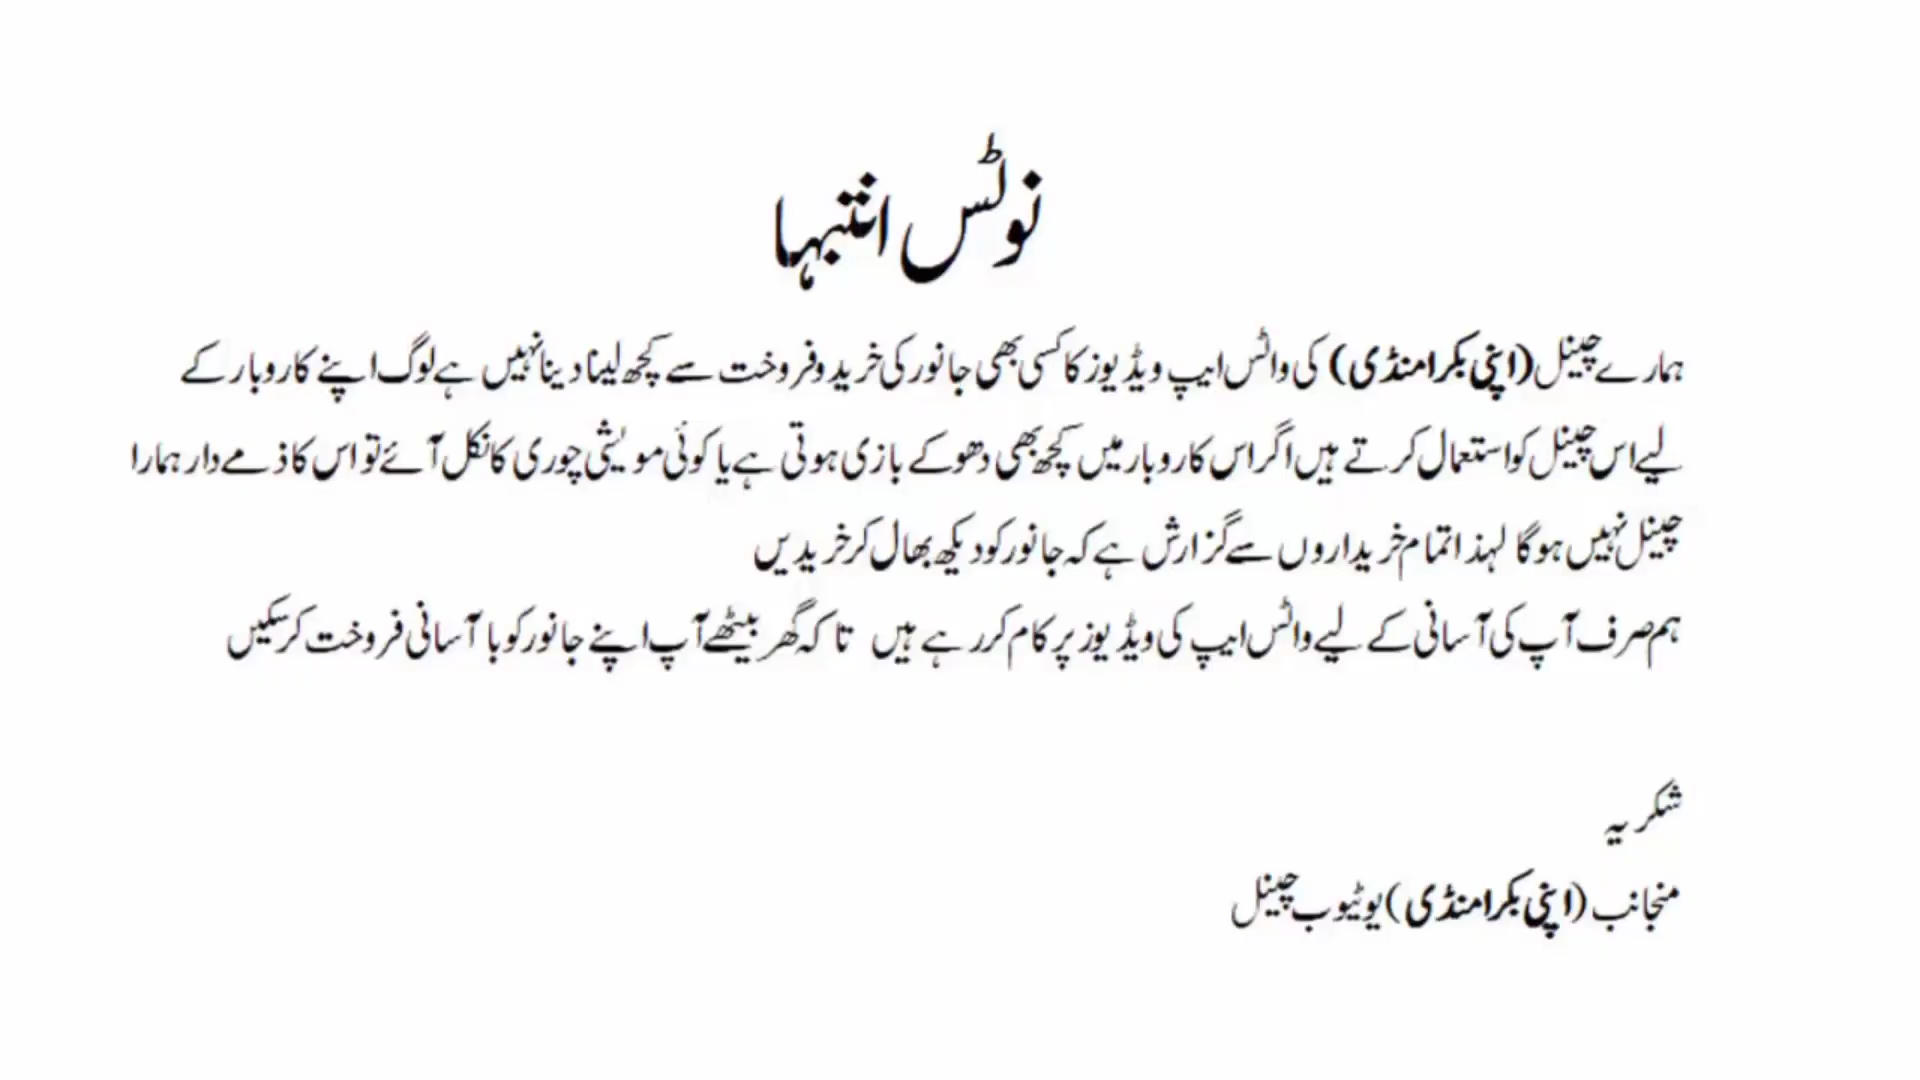 نوٹس انتبہا
ہمارے چینل (اپنی بکرا منڈی) کی واٹس ایپ ویڈیوز کا کسی بھی جانور کی خرید و فروخت سے کچھ لینا دینا نہیں ہے لوگ اپنے کاروبار کے
لیے اس چینل کو استعمال کرتے ہیں اگر اس کاروبار میں کچھ بھی دھوکے بازی ہوتی ہے یا کوئی مویشی چوری کا نکل آئے تو اس کا ذمے دار ہمارا
چینل نہیں ہوگا لہذا تمام خریداروں سے گزارش ہے کہ جانور کو دیکھ بھال کر خریدیں
ہم صرف آپ کی آسانی کے لیے واٹس ایپ کی ویڈیوز پر کام کر رہے ہیں تا کہ گھر بیٹھے آپ اپنے جانور کو با آسانی فروخت کر سکیں
شکریہ
منجانب (اپنی بکرا منڈی) یوٹیوب چینل